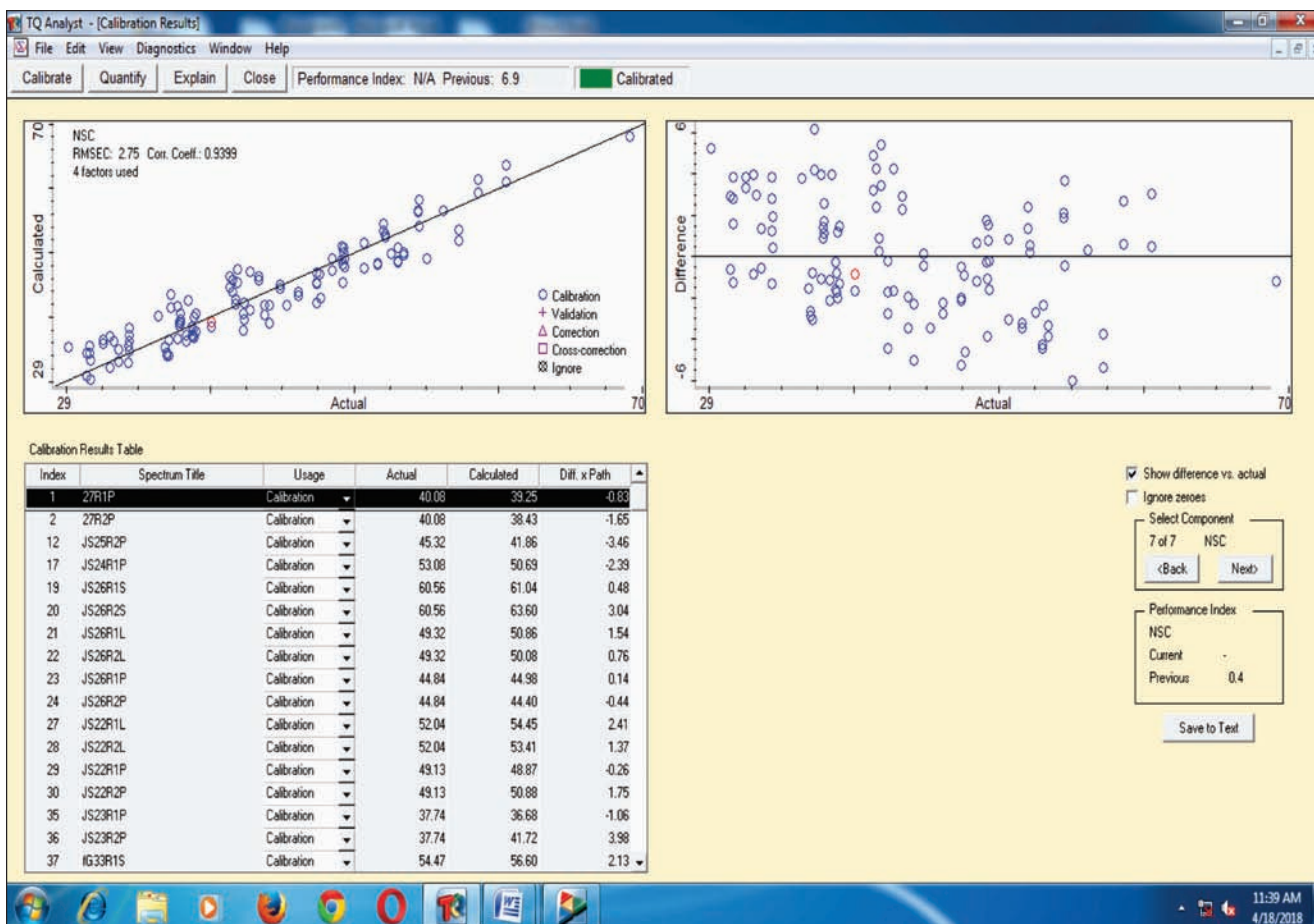 TQ Analyst - [Calibration Results]
File Edit View Diagnostics Window Help
Calibrate Quantify Explain Close Performance Index: N/A Previous: 6.9 Calibrated
70
NSC
RMSEC: 2.75 Corr. Coeff.: 0.9399
4 factors used
Calculated
Calibration
Validation
Correction
Cross-correction
Ignore
29
29 Actual 70
6
Difference
-6
29 Actual 70
Calibration Results Table
Index Spectrum Title Usage Actual Calculated Diff. x Path
1 27R1P Calibration 40.08 39.25 -0.83
2 27R2P Calibration 40.08 38.43 -1.65
12 JS25R2P Calibration 45.32 41.86 -3.46
17 JS24R1P Calibration 53.08 50.69 -2.39
19 JS26R1S Calibration 60.56 61.04 0.48
20 JS26R2S Calibration 60.56 63.60 3.04
21 JS26R1L Calibration 49.32 50.86 1.54
22 JS26R2L Calibration 49.32 50.08 0.76
23 JS26R1P Calibration 44.84 44.98 0.14
24 JS26R2P Calibration 44.84 44.40 -0.44
27 JS22R1L Calibration 52.04 54.45 2.41
28 JS22R2L Calibration 52.04 53.41 1.37
29 JS22R1P Calibration 49.13 48.87 -0.26
30 JS22R2P Calibration 49.13 50.88 1.75
35 JS23R1P Calibration 37.74 36.68 -1.06
36 JS23R2P Calibration 37.74 41.72 3.98
37 fG33R1S Calibration 54.47 56.60 2.13
Show difference vs. actual
Ignore zeroes
Select Component
7 of 7 NSC
<Back Next>
Performance Index
NSC
Current -
Previous 0.4
Save to Text
11:39 AM
4/18/2018